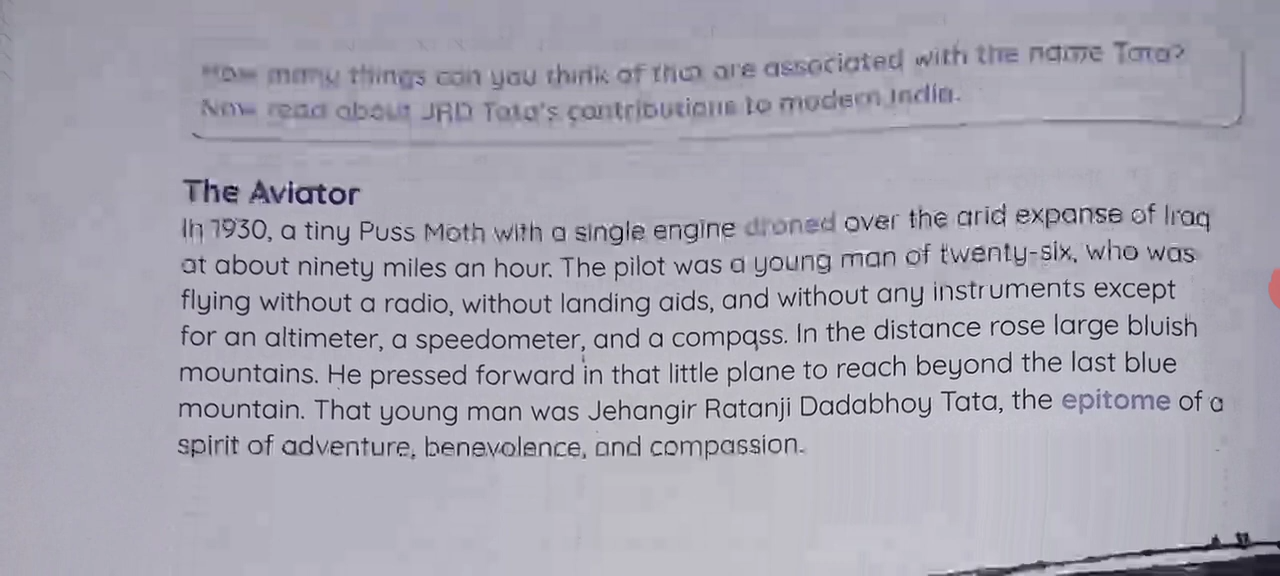 How many things can you think of that are associated with the name Tata?
Now read about JRD Tata's contributions to modern India.
The Aviator
In 1930, a tiny Puss Moth with a single engine droned over the arid expanse of Iraq
at about ninety miles an hour. The pilot was a young man of twenty-six, who was
flying without a radio, without landing aids, and without any instruments except
for an altimeter, a speedometer, and a compass. In the distance rose large bluish
mountains. He pressed forward in that little plane to reach beyond the last blue
mountain. That young man was Jehangir Ratanji Dadabhoy Tata, the epitome of a
spirit of adventure, benevolence, and compassion.